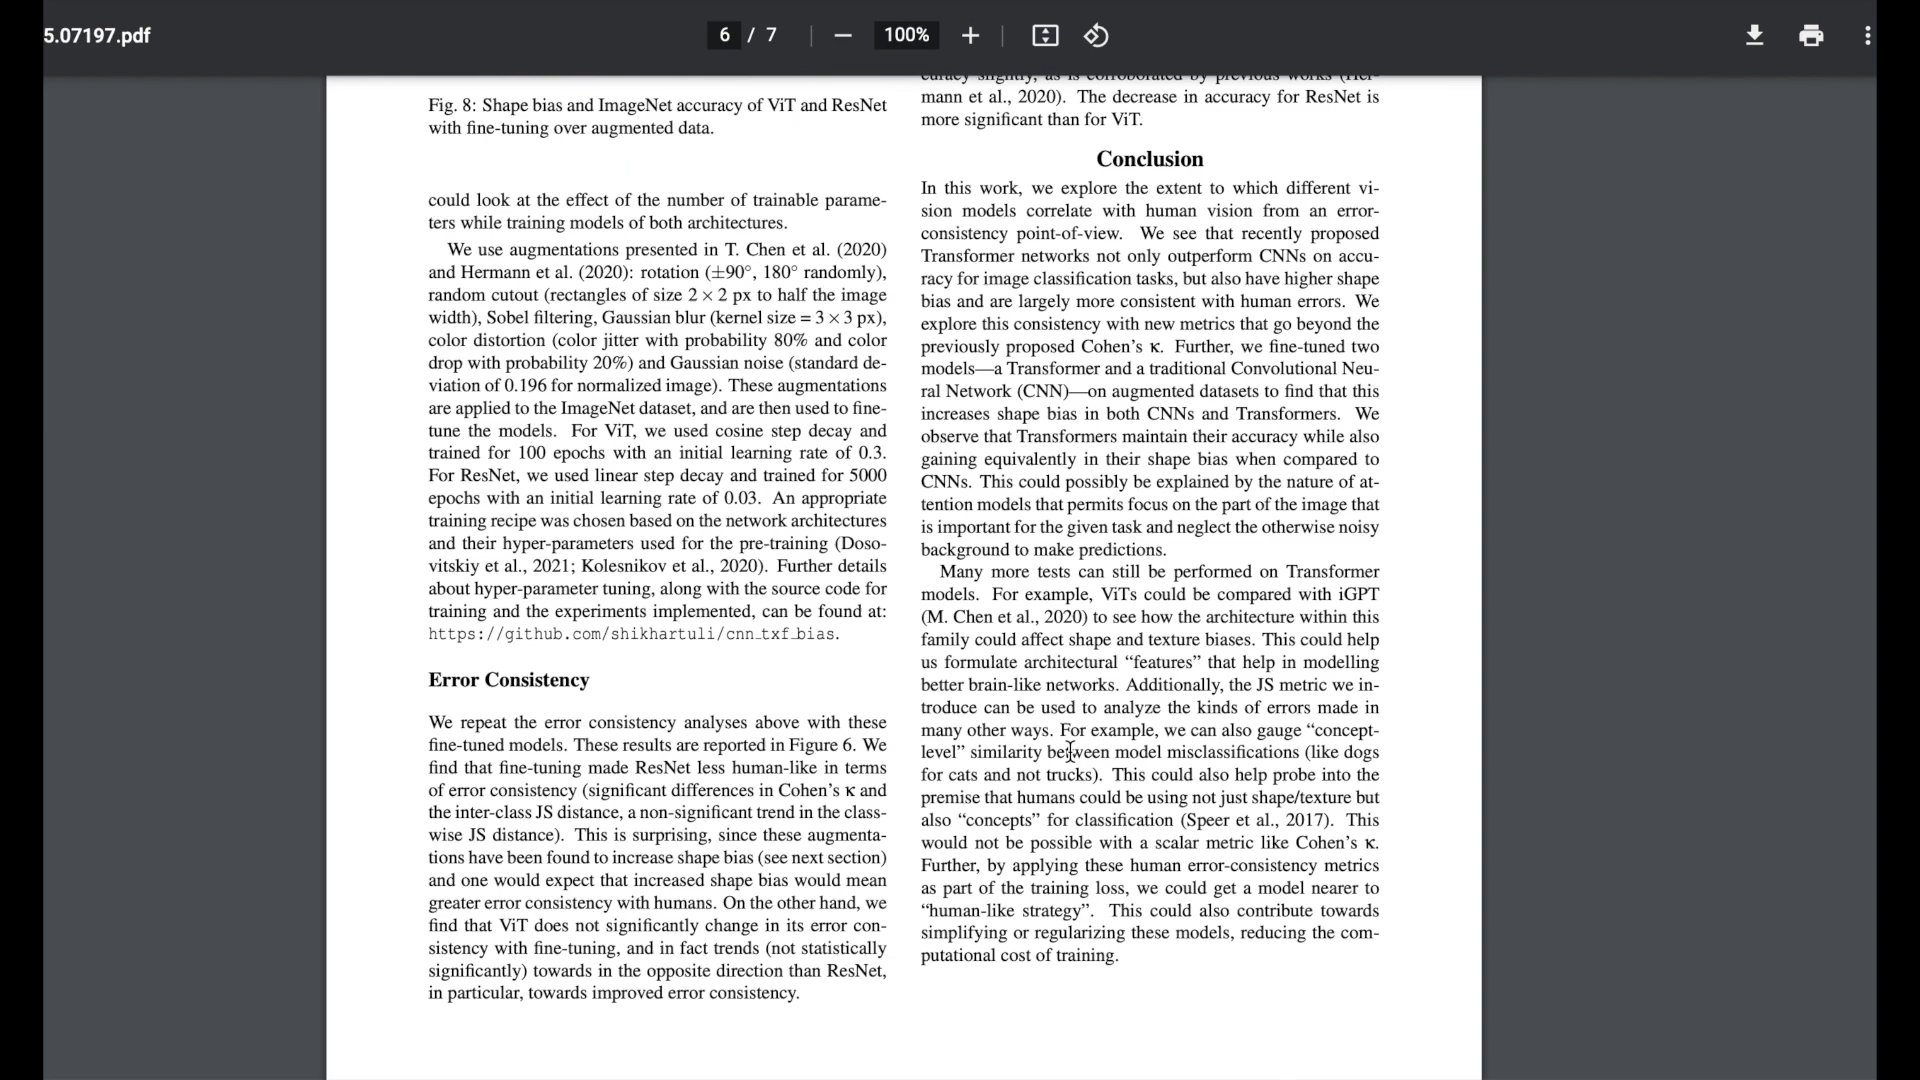 5.07197.pdf
6 / 7
100%
Fig. 8: Shape bias and ImageNet accuracy of ViT and ResNet
with fine-tuning over augmented data.
could look at the effect of the number of trainable parame-
ters while training models of both architectures.
We use augmentations presented in T. Chen et al. (2020)
and Hermann et al. (2020): rotation (±90°, 180° randomly),
random cutout (rectangles of size 2 × 2 px to half the image
width), Sobel filtering, Gaussian blur (kernel size = 3 × 3 px),
color distortion (color jitter with probability 80% and color
drop with probability 20%) and Gaussian noise (standard de-
viation of 0.196 for normalized image). These augmentations
are applied to the ImageNet dataset, and are then used to fine-
tune the models. For ViT, we used cosine step decay and
trained for 100 epochs with an initial learning rate of 0.3.
For ResNet, we used linear step decay and trained for 5000
epochs with an initial learning rate of 0.03. An appropriate
training recipe was chosen based on the network architectures
and their hyper-parameters used for the pre-training (Doso-
vitskiy et al., 2021; Kolesnikov et al., 2020). Further details
about hyper-parameter tuning, along with the source code for
training and the experiments implemented, can be found at:
https://github.com/shikhartuli/cnn_txf_bias.
Error Consistency
We repeat the error consistency analyses above with these
fine-tuned models. These results are reported in Figure 6. We
find that fine-tuning made ResNet less human-like in terms
of error consistency (significant differences in Cohen's κ and
the inter-class JS distance, a non-significant trend in the class-
wise JS distance). This is surprising, since these augmenta-
tions have been found to increase shape bias (see next section)
and one would expect that increased shape bias would mean
greater error consistency with humans. On the other hand, we
find that ViT does not significantly change in its error con-
sistency with fine-tuning, and in fact trends (not statistically
significantly) towards in the opposite direction than ResNet,
in particular, towards improved error consistency.
curacy slightly, as is corroborated by previous works (Her-
mann et al., 2020). The decrease in accuracy for ResNet is
more significant than for ViT.
Conclusion
In this work, we explore the extent to which different vi-
sion models correlate with human vision from an error-
consistency point-of-view. We see that recently proposed
Transformer networks not only outperform CNNs on accu-
racy for image classification tasks, but also have higher shape
bias and are largely more consistent with human errors. We
explore this consistency with new metrics that go beyond the
previously proposed Cohen's κ. Further, we fine-tuned two
models—a Transformer and a traditional Convolutional Neu-
ral Network (CNN)—on augmented datasets to find that this
increases shape bias in both CNNs and Transformers. We
observe that Transformers maintain their accuracy while also
gaining equivalently in their shape bias when compared to
CNNs. This could possibly be explained by the nature of at-
tention models that permits focus on the part of the image that
is important for the given task and neglect the otherwise noisy
background to make predictions.
Many more tests can still be performed on Transformer
models. For example, ViTs could be compared with iGPT
(M. Chen et al., 2020) to see how the architecture within this
family could affect shape and texture biases. This could help
us formulate architectural “features” that help in modelling
better brain-like networks. Additionally, the JS metric we in-
troduce can be used to analyze the kinds of errors made in
many other ways. For example, we can also gauge “concept-
level” similarity between model misclassifications (like dogs
for cats and not trucks). This could also help probe into the
premise that humans could be using not just shape/texture but
also “concepts” for classification (Speer et al., 2017). This
would not be possible with a scalar metric like Cohen's κ.
Further, by applying these human error-consistency metrics
as part of the training loss, we could get a model nearer to
“human-like strategy”. This could also contribute towards
simplifying or regularizing these models, reducing the com-
putational cost of training.